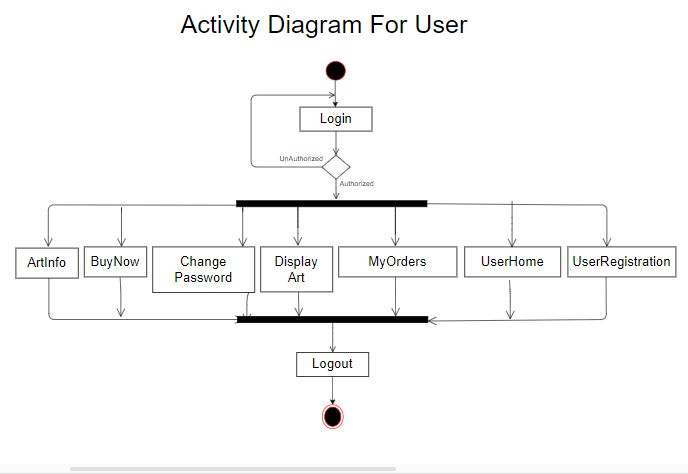 Activity Diagram For User
Login
UnAuthorized
Authorized
ArtInfo
BuyNow
Change
Password
Display
Art
MyOrders
UserHome
UserRegistration
Logout